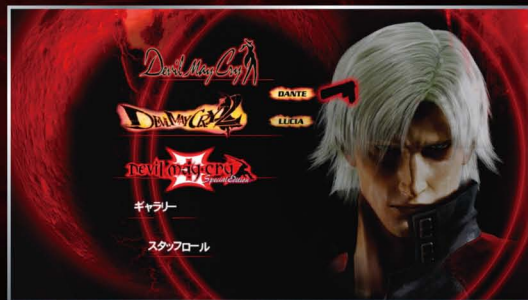 Devil May Cry
DEVIL MAY CRY 2
DANTE
LUCIA
Devil may cry 3
Special Edition
ギャラリー
スタッフロール